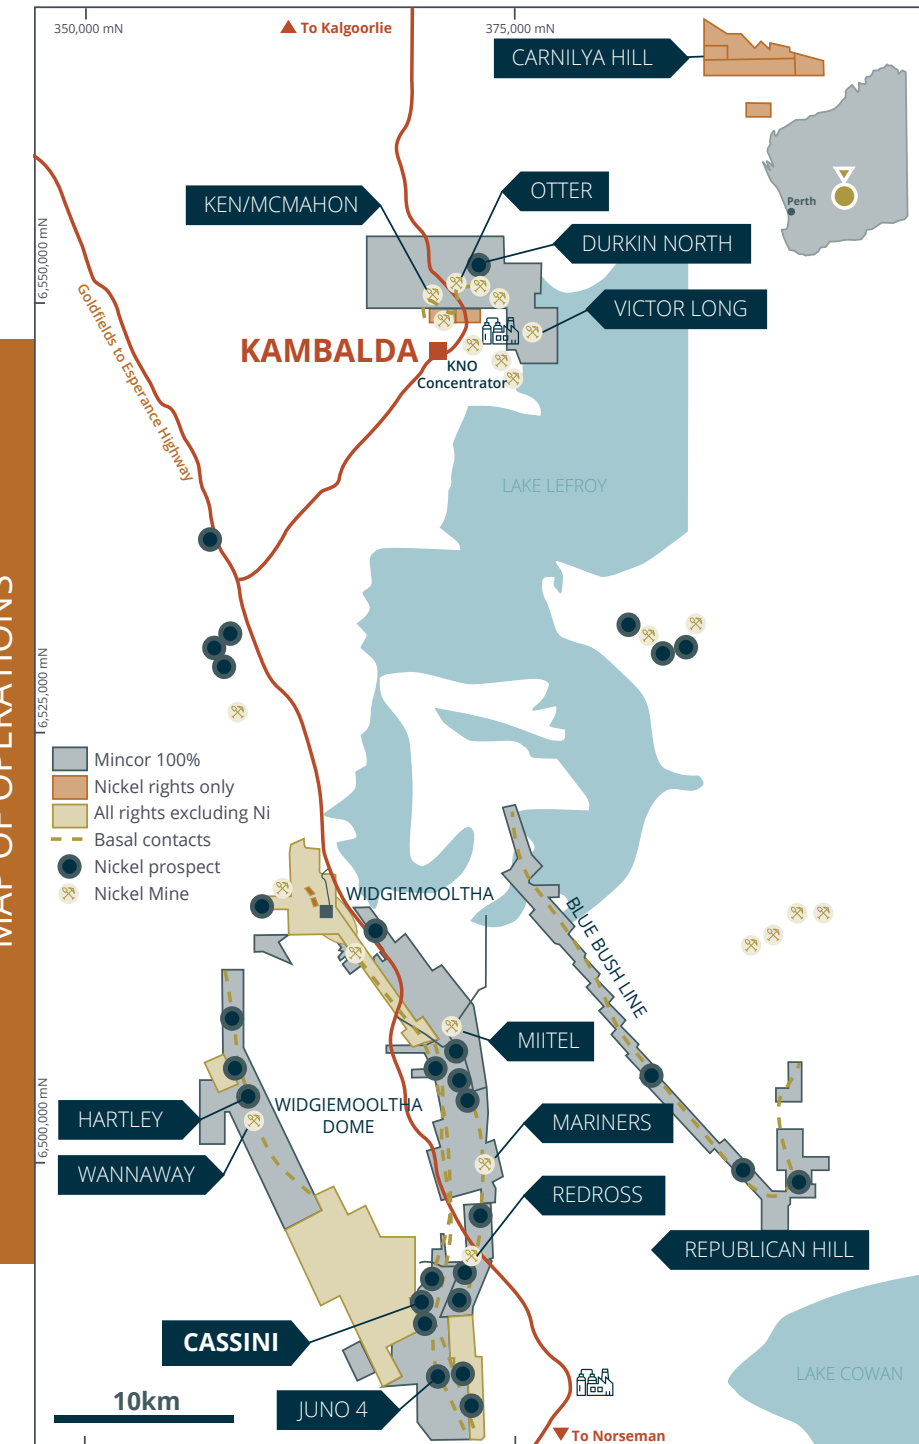 350,000 mN
To Kalgoorlie
375,000 mN
CARNILYA HILL
Perth
KEN/MCMAHON
OTTER
DURKIN NORTH
VICTOR LONG
6,550,000 mN
Goldfields to Esperance Highway
KAMBALDA
KNO
Concentrator
LAKE LEFROY
MAP OF OPERATIONS
6,525,000 mN
Mincor 100%
Nickel rights only
All rights excluding Ni
Basal contacts
Nickel prospect
Nickel Mine
WIDGIEMOOLTHA
BLUE BUSH LINE
MIITEL
6,500,000 mN
HARTLEY
WIDGIEMOOLTHA
DOME
MARINERS
WANNAWAY
REDROSS
REPUBLICAN HILL
CASSINI
LAKE COWAN
10km
JUNO 4
To Norseman